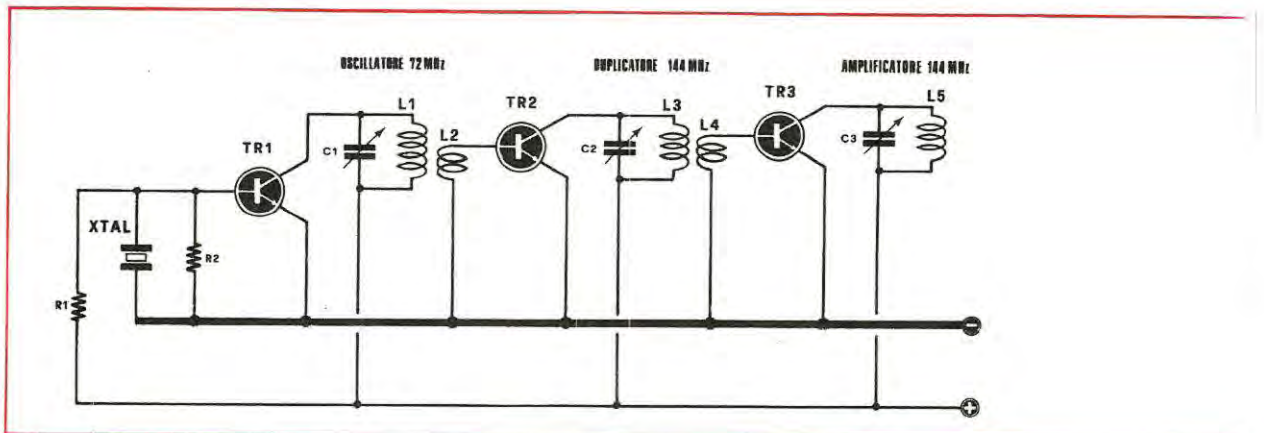 OSCILLATORE 72 MHz
DUPLICATORE 144 MHz
AMPLIFICATORE 144 MHz
TR1
C1
L1
L2
TR2
C2
L3
L4
TR3
C3
L5
XTAL
R2
R1
-
+